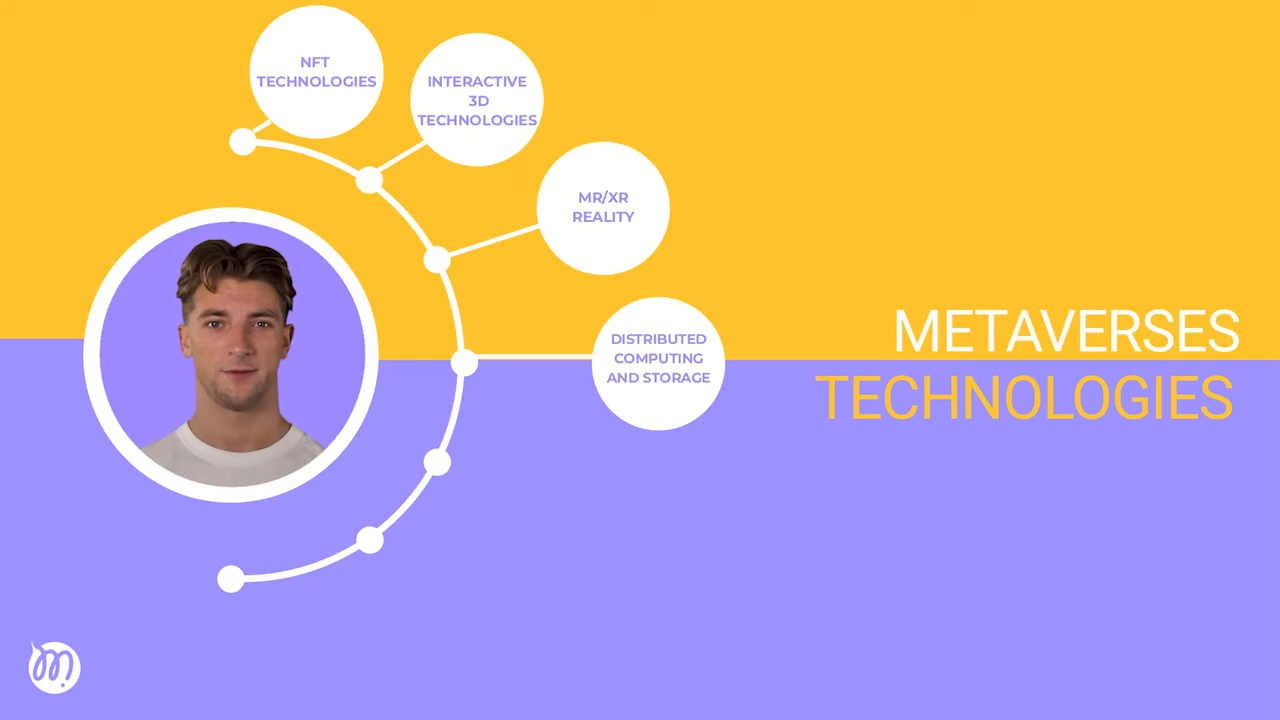 NFT
TECHNOLOGIES
INTERACTIVE
3D
TECHNOLOGIES
MR/XR
REALITY
DISTRIBUTED
COMPUTING
AND STORAGE
METAVERSES
TECHNOLOGIES
m